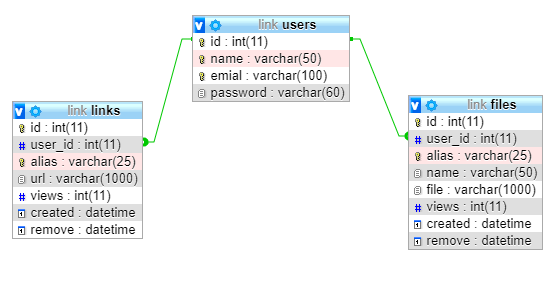 link users
id : int(11)
name : varchar(50)
emial : varchar(100)
password : varchar(60)
link links
id : int(11)
user_id : int(11)
alias : varchar(25)
url : varchar(1000)
views : int(11)
created : datetime
remove : datetime
link files
id : int(11)
user_id : int(11)
alias : varchar(25)
name : varchar(50)
file : varchar(1000)
views : int(11)
created : datetime
remove : datetime